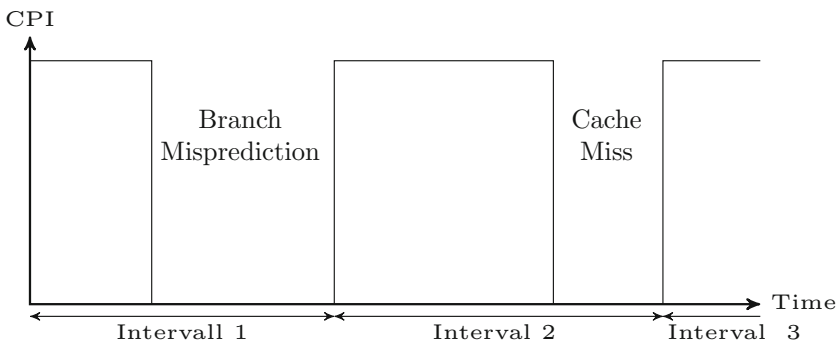 CPI
Branch
Misprediction
Cache
Miss
Time
Intervall 1
Interval 2
Interval 3